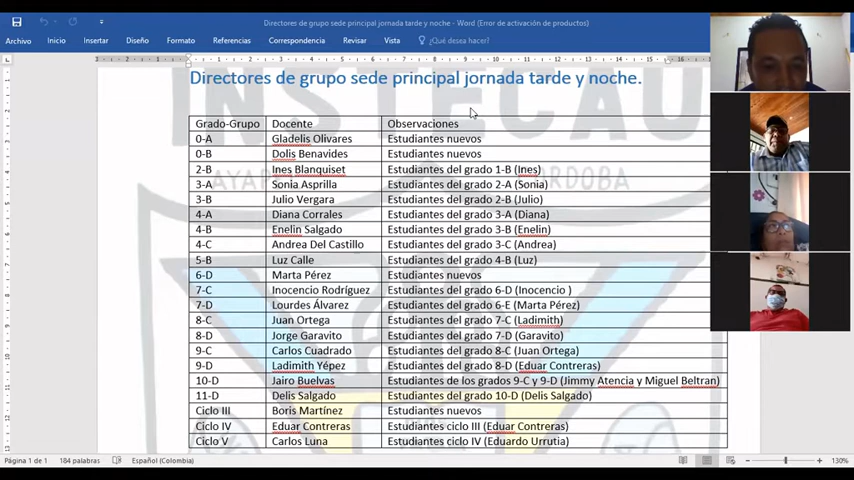 Directores de grupo sede principal jornada tarde y noche - Word (Error de activación de productos)
Archivo Inicio Insertar Diseño Formato Referencias Correspondencia Revisar Vista ¿Qué desea hacer?
INSTECAU
Directores de grupo sede principal jornada tarde y noche.
Grado-Grupo Docente Observaciones
0-A Gladelis Olivares Estudiantes nuevos
0-B Dolis Benavides Estudiantes nuevos
2-B Ines Blanquiset Estudiantes del grado 1-B (Ines)
3-A Sonia Asprilla Estudiantes del grado 2-A (Sonia)
3-B Julio Vergara Estudiantes del grado 2-B (Julio)
4-A Diana Corrales Estudiantes del grado 3-A (Diana)
4-B Enelin Salgado Estudiantes del grado 3-B (Enelin)
4-C Andrea Del Castillo Estudiantes del grado 3-C (Andrea)
5-B Luz Calle Estudiantes del grado 4-B (Luz)
6-D Marta Pérez Estudiantes nuevos
7-C Inocencio Rodríguez Estudiantes del grado 6-D (Inocencio )
7-D Lourdes Álvarez Estudiantes del grado 6-E (Marta Pérez)
8-C Juan Ortega Estudiantes del grado 7-C (Ladimith)
8-D Jorge Garavito Estudiantes del grado 7-D (Garavito)
9-C Carlos Cuadrado Estudiantes del grado 8-C (Juan Ortega)
9-D Ladimith Yépez Estudiantes del grado 8-D (Eduar Contreras)
10-D Jairo Buelvas Estudiantes de los grados 9-C y 9-D (Jimmy Atencia y Miguel Beltran)
11-D Delis Salgado Estudiantes del grado 10-D (Delis Salgado)
Ciclo III Boris Martínez Estudiantes nuevos
Ciclo IV Eduar Contreras Estudiantes ciclo III (Eduar Contreras)
Ciclo V Carlos Luna Estudiantes ciclo IV (Eduardo Urrutia)
Página 1 de 1 184 palabras Español (Colombia) 130%